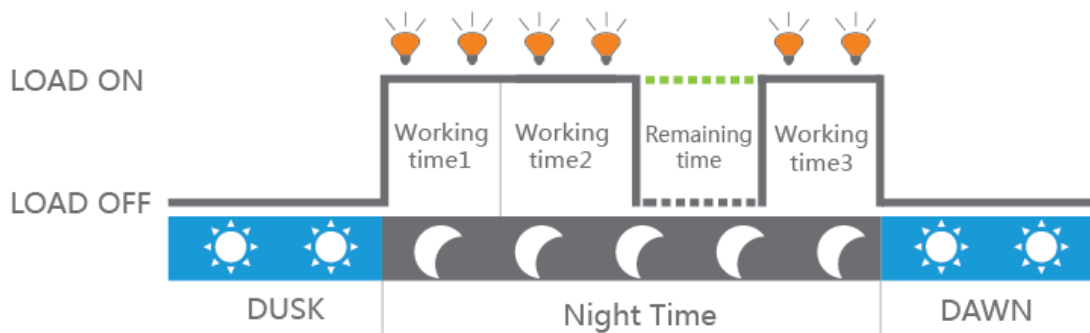 LOAD ON
Working
time1
Working
time2
Remaining
time
Working
time3
LOAD OFF
DUSK
Night Time
DAWN